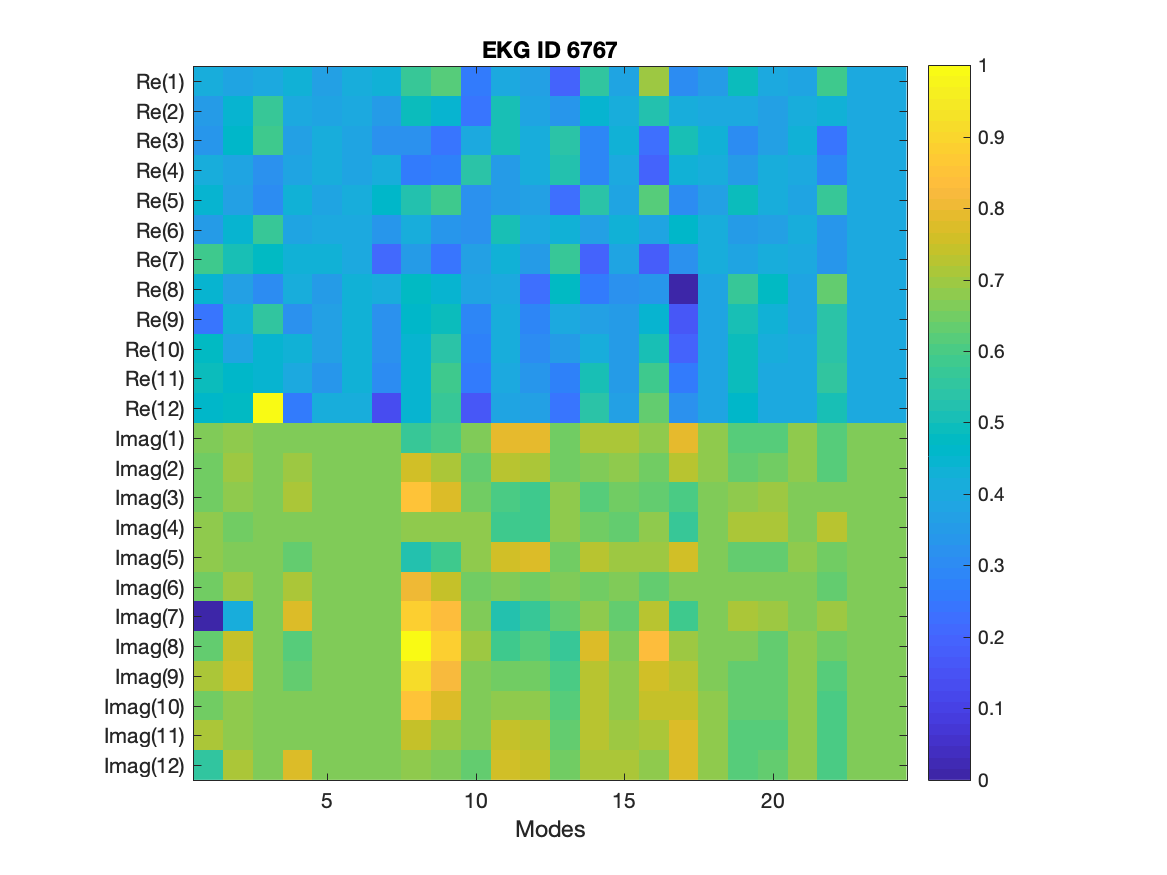 EKG ID 6767
Re(1)
Re(2)
Re(3)
Re(4)
Re(5)
Re(6)
Re(7)
Re(8)
Re(9)
Re(10)
Re(11)
Re(12)
Imag(1)
Imag(2)
Imag(3)
Imag(4)
Imag(5)
Imag(6)
Imag(7)
Imag(8)
Imag(9)
Imag(10)
Imag(11)
Imag(12)
5 10 15 20
Modes
1
0.9
0.8
0.7
0.6
0.5
0.4
0.3
0.2
0.1
0